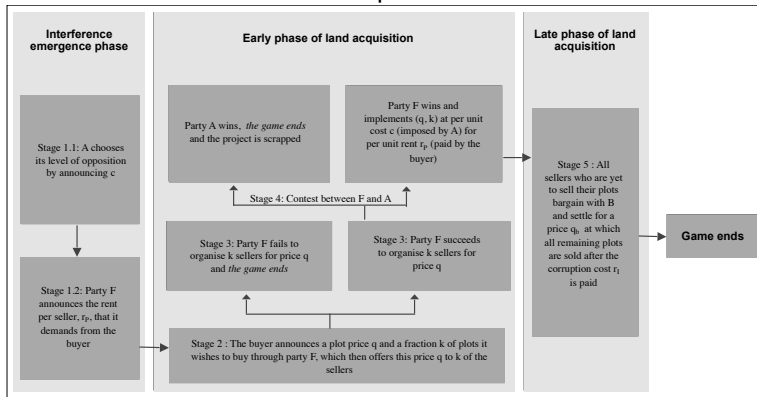 Interference
emergence phase
Early phase of land acquisition
Late phase of land
acquisition
Stage 1.1: A chooses
its level of opposition
by announcing c
Stage 1.2: Party F
announces the rent
per seller, rₚ, that it
demands from the
buyer
Party A wins, the game ends
and the project is scrapped
Party F wins and
implements (q, k) at per unit
cost c (imposed by A) for
per unit rent rₚ (paid by the
buyer)
Stage 4: Contest between F and A
Stage 3: Party F fails to
organise k sellers for price q
and the game ends
Stage 3: Party F succeeds
to organise k sellers for
price q
Stage 2 : The buyer announces a plot price q and a fraction k of plots it
wishes to buy through party F, which then offers this price q to k of the
sellers
Stage 5 : All
sellers who are yet
to sell their plots
bargain with B
and settle for a
price qₕ at which
all remaining plots
are sold after the
corruption cost rᵢ
is paid
Game ends